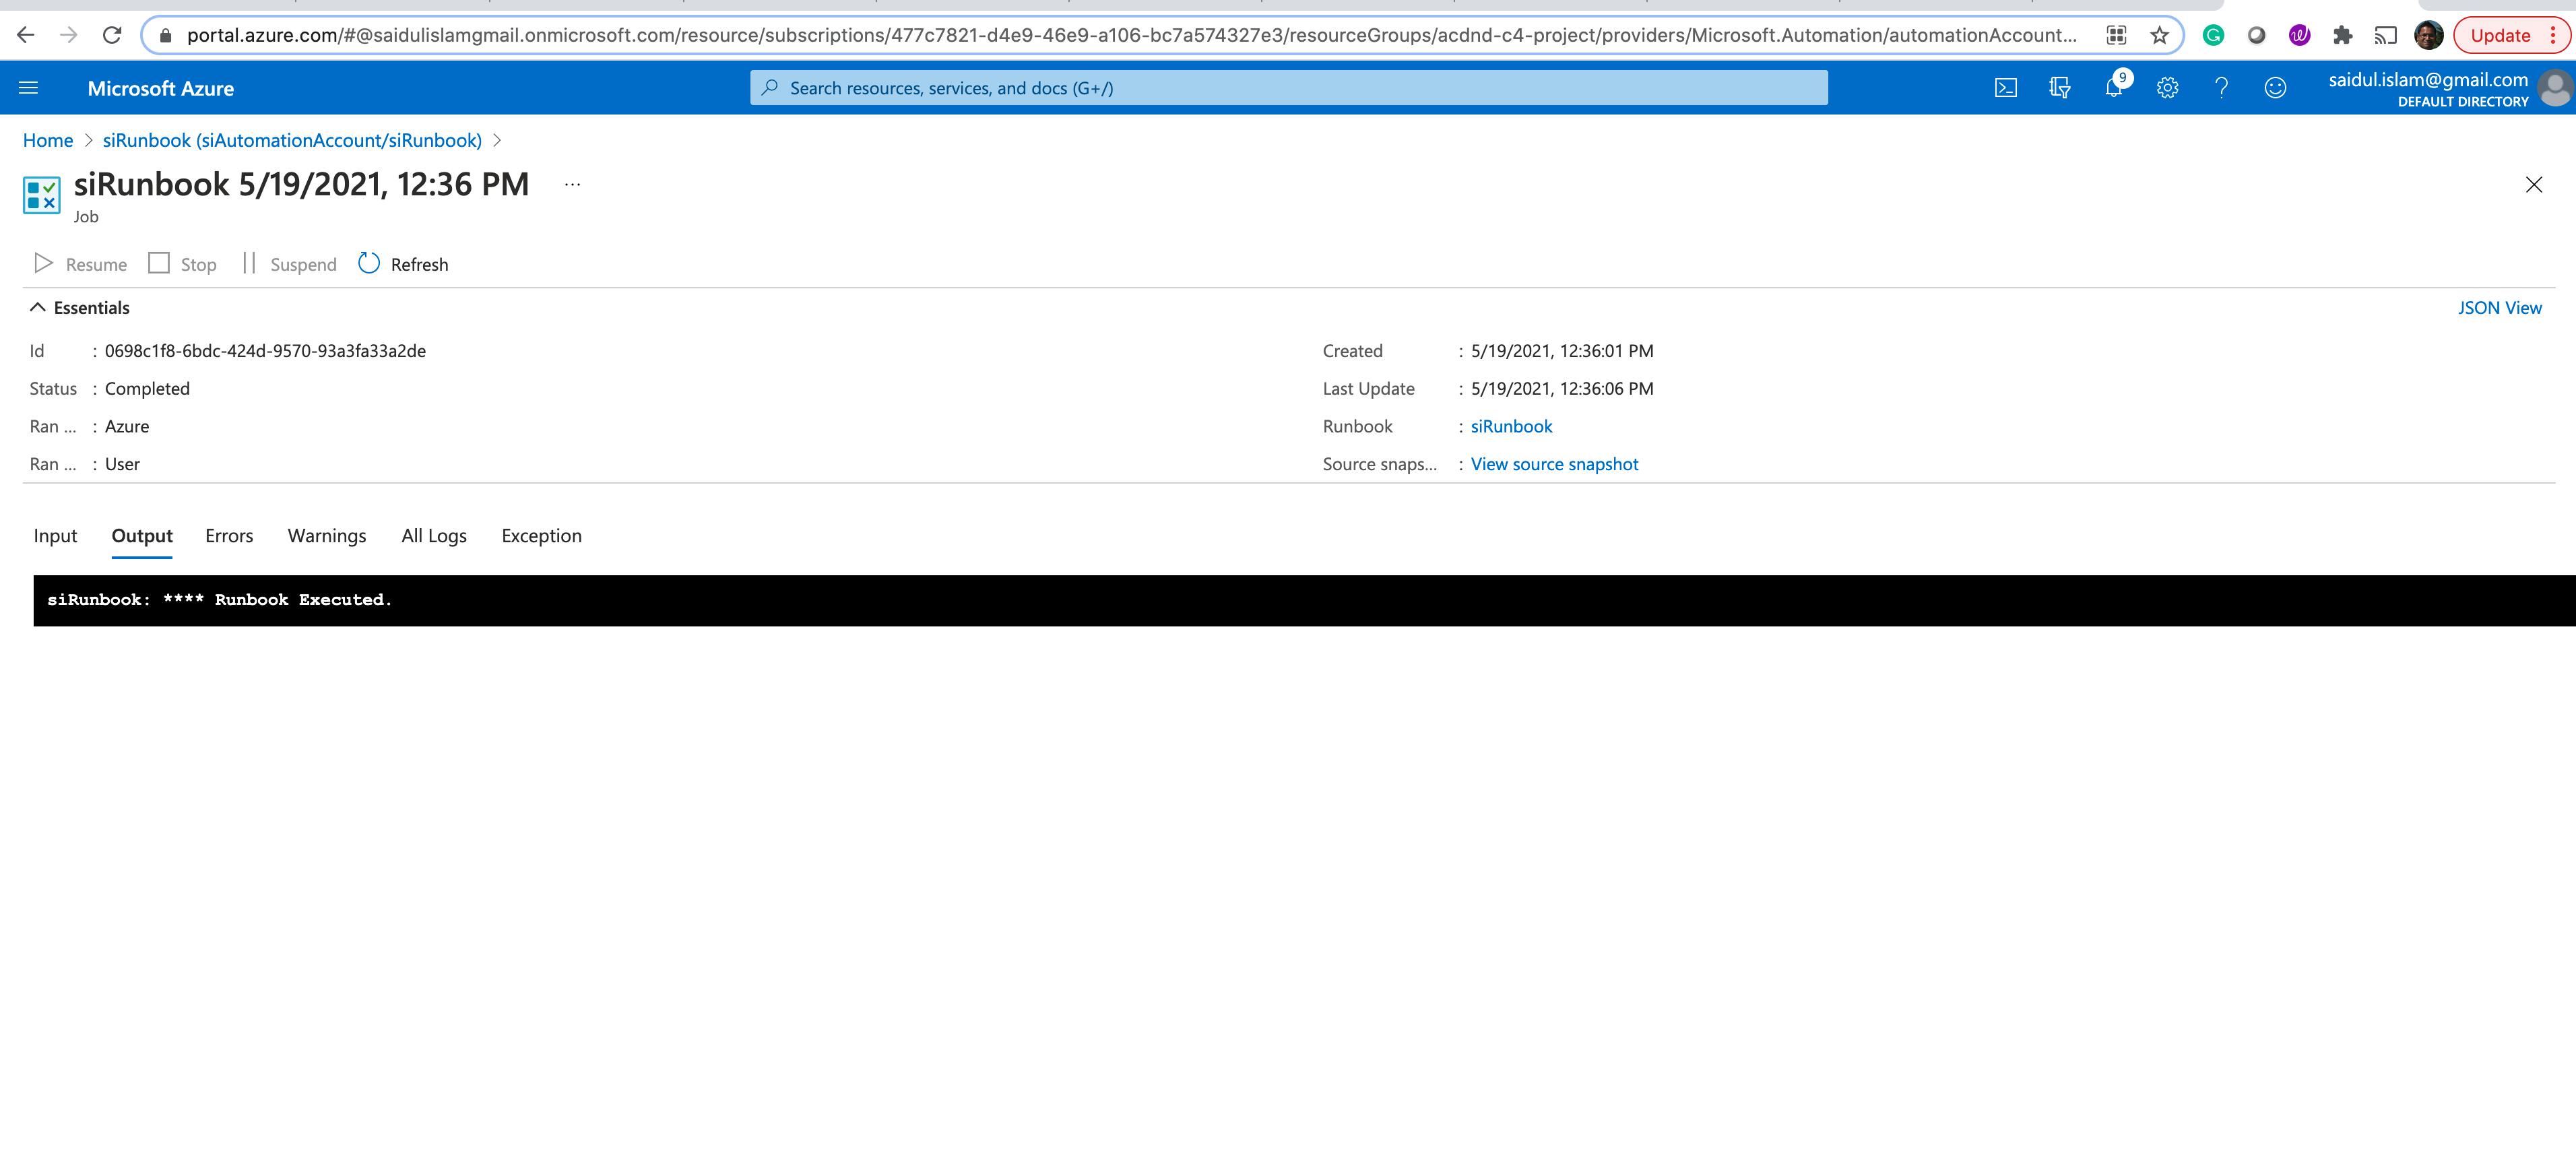 portal.azure.com/#@saidulislamgmail.onmicrosoft.com/resource/subscriptions/477c7821-d4e9-46e9-a106-bc7a574327e3/resourceGroups/acdnd-c4-project/providers/Microsoft.Automation/automationAccount...
Update
Microsoft Azure
Search resources, services, and docs (G+/)
9
saidul.islam@gmail.com
DEFAULT DIRECTORY
Home > siRunbook (siAutomationAccount/siRunbook) >
siRunbook 5/19/2021, 12:36 PM ...
Job
Resume Stop Suspend Refresh
Essentials
JSON View
Id : 0698c1f8-6bdc-424d-9570-93a3fa33a2de
Status : Completed
Ran ... : Azure
Ran ... : User
Created : 5/19/2021, 12:36:01 PM
Last Update : 5/19/2021, 12:36:06 PM
Runbook : siRunbook
Source snaps... : View source snapshot
Input Output Errors Warnings All Logs Exception
siRunbook: **** Runbook Executed.